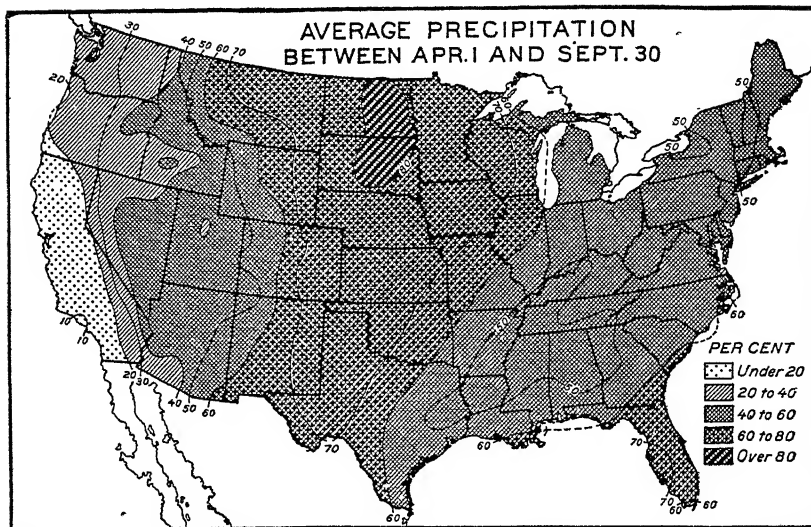 AVERAGE PRECIPITATION
BETWEEN APR. 1 AND SEPT. 30
30
40 50 60 70
20
50
50
50
50
10
10
60
20 30
40 50 60
70
60
60
70
70
60
60
PER CENT
Under 20
20 to 40
40 to 60
60 to 80
Over 80